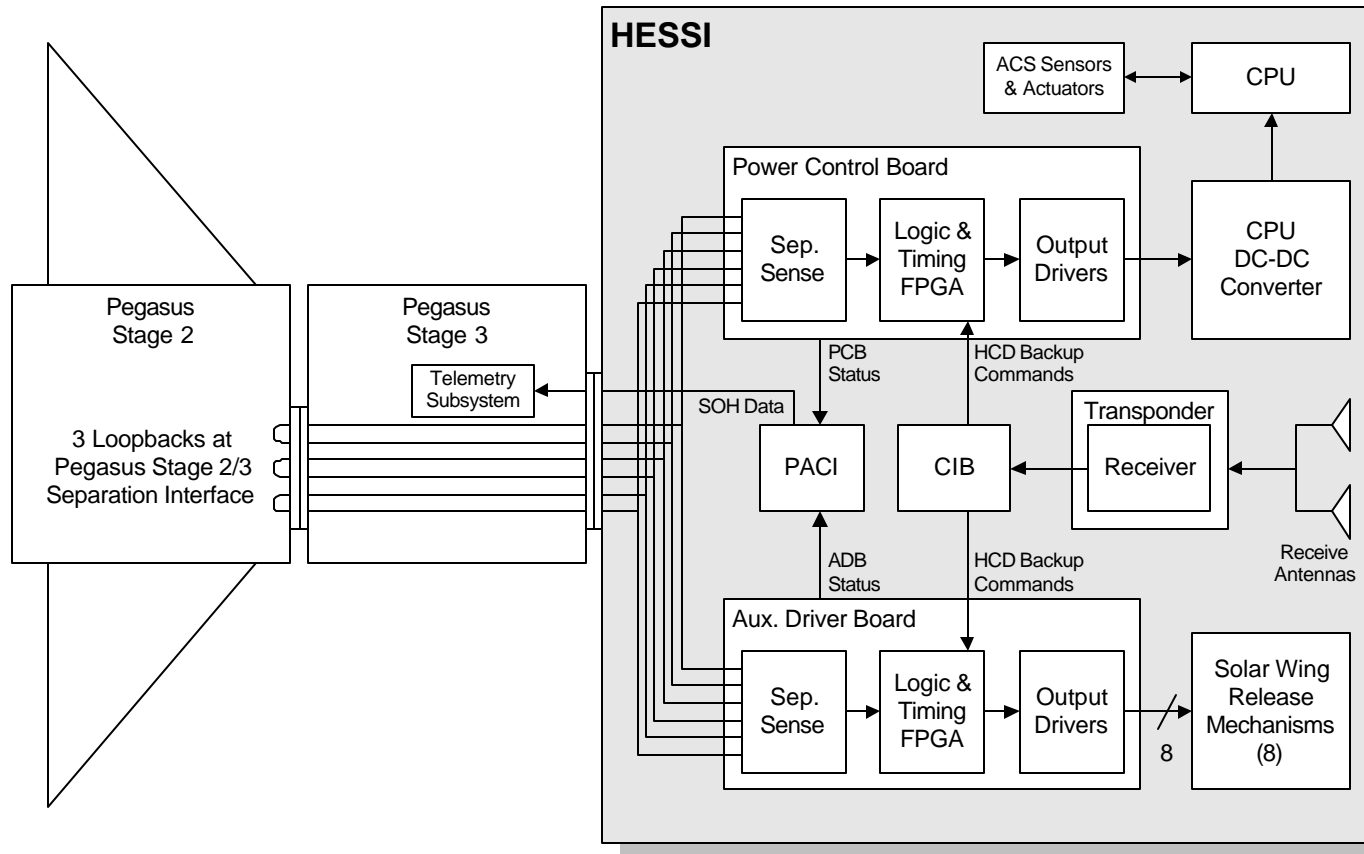 HESSI
ACS Sensors
& Actuators
CPU
Power Control Board
Sep.
Sense
Logic &
Timing
FPGA
Output
Drivers
CPU
DC-DC
Converter
Pegasus
Stage 2
Pegasus
Stage 3
Telemetry
Subsystem
PCB
Status
HCD Backup
Commands
SOH Data
3 Loopbacks at
Pegasus Stage 2/3
Separation Interface
PACI
CIB
Transponder
Receiver
Receive
Antennas
ADB
Status
HCD Backup
Commands
Aux. Driver Board
Sep.
Sense
Logic &
Timing
FPGA
Output
Drivers
8
Solar Wing
Release
Mechanisms
(8)